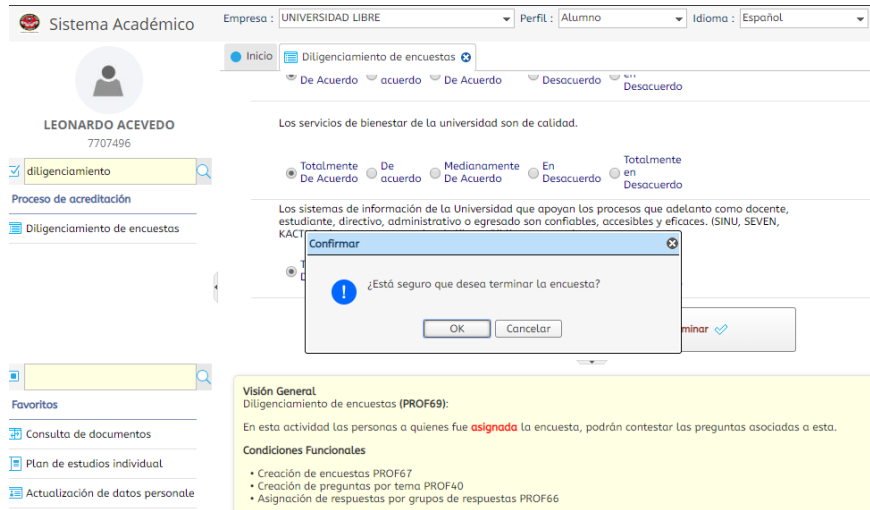 Sistema Académico
Empresa : UNIVERSIDAD LIBRE Perfil : Alumno Idioma : Español
Inicio Diligenciamiento de encuestas
De Acuerdo acuerdo De Acuerdo Desacuerdo en
Desacuerdo
LEONARDO ACEVEDO
7707496
diligenciamiento
Proceso de acreditación
Diligenciamiento de encuestas
Los servicios de bienestar de la universidad son de calidad.
Totalmente De Acuerdo
De acuerdo
Medianamente De Acuerdo
En Desacuerdo
Totalmente en Desacuerdo
Los sistemas de información de la Universidad que apoyan los procesos que adelanto como docente,
estudiante, directivo, administrativo o egresado son confiables, accesibles y eficaces. (SINU, SEVEN,
Confirmar
¿Está seguro que desea terminar la encuesta?
OK Cancelar
minar
Favoritos
Consulta de documentos
Plan de estudios individual
Actualización de datos personale
Visión General
Diligenciamiento de encuestas (PROF69):
En esta actividad las personas a quienes fue asignada la encuesta, podrán contestar las preguntas asociadas a esta.
Condiciones Funcionales
• Creación de encuestas PROF67
• Creación de preguntas por tema PROF40
• Asignación de respuestas por grupos de respuestas PROF66